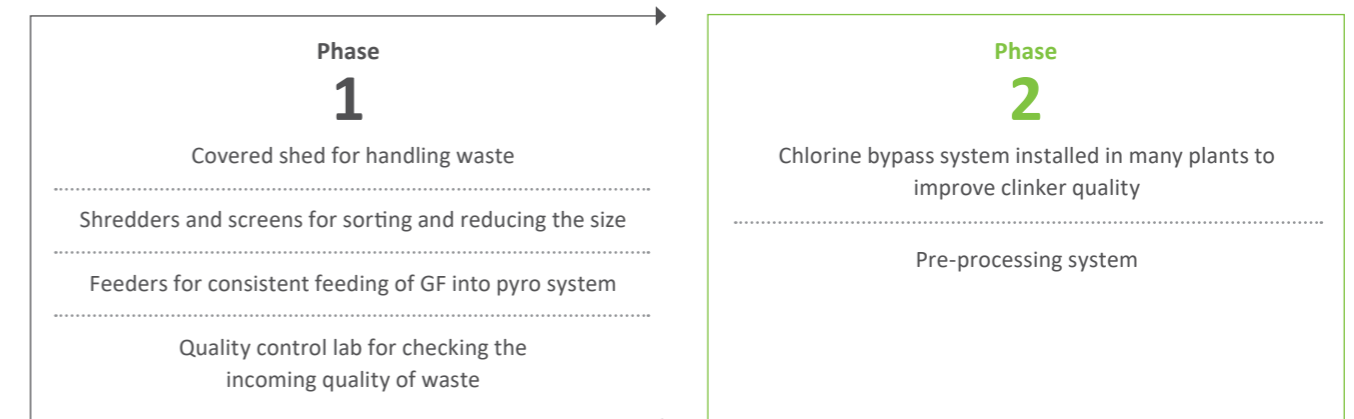 Phase
1
Covered shed for handling waste
Shredders and screens for sorting and reducing the size
Feeders for consistent feeding of GF into pyro system
Quality control lab for checking the
incoming quality of waste
Phase
2
Chlorine bypass system installed in many plants to
improve clinker quality
Pre-processing system